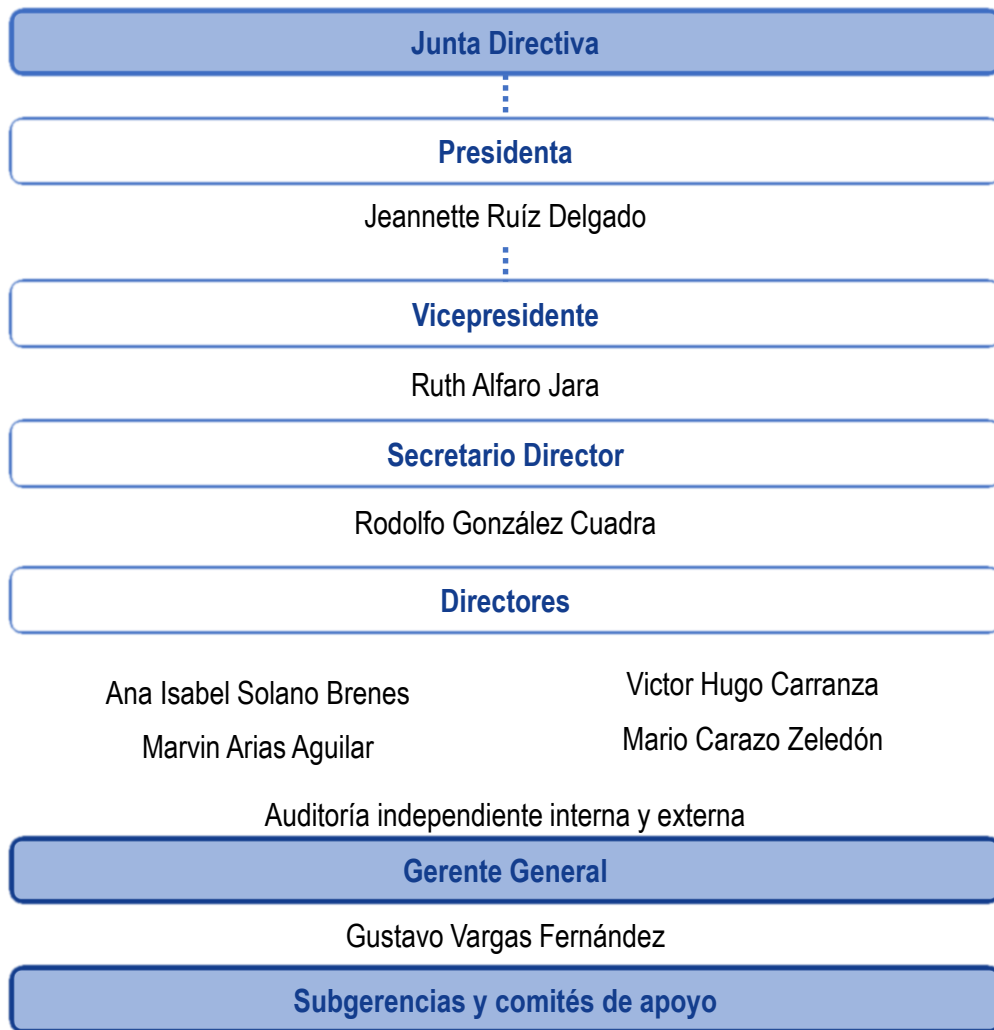 Junta Directiva
Presidenta
Jeannette Ruíz Delgado
Vicepresidente
Ruth Alfaro Jara
Secretario Director
Rodolfo González Cuadra
Directores
Ana Isabel Solano Brenes
Victor Hugo Carranza
Marvin Arias Aguilar
Mario Carazo Zeledón
Auditoría independiente interna y externa
Gerente General
Gustavo Vargas Fernández
Subgerencias y comités de apoyo